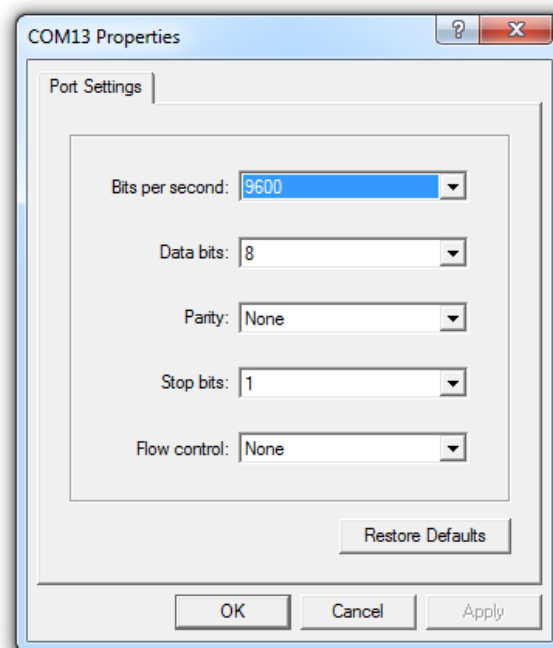 COM13 Properties
Port Settings
Bits per second: 9600
Data bits: 8
Parity: None
Stop bits: 1
Flow control: None
Restore Defaults
OK Cancel Apply